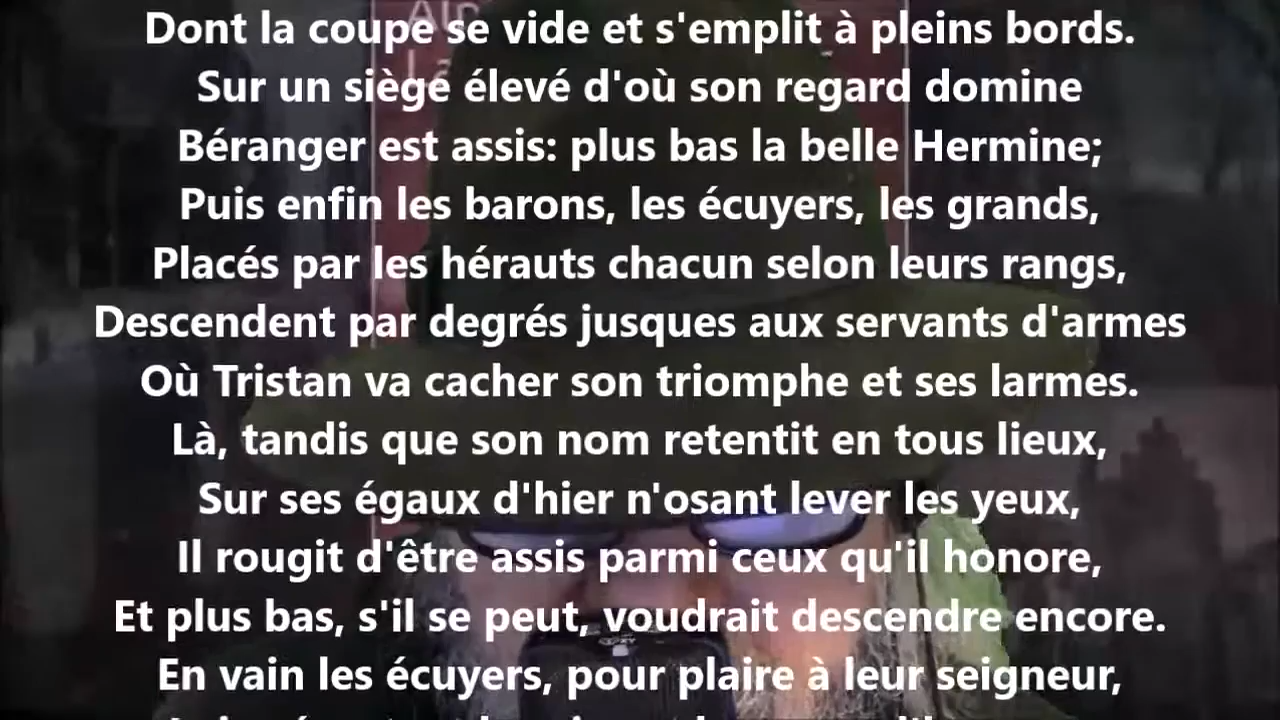 Dont la coupe se vide et s'emplit à pleins bords.
Sur un siège élevé d'où son regard domine
Béranger est assis: plus bas la belle Hermine;
Puis enfin les barons, les écuyers, les grands,
Placés par les hérauts chacun selon leurs rangs,
Descendent par degrés jusques aux servants d'armes
Où Tristan va cacher son triomphe et ses larmes.
Là, tandis que son nom retentit en tous lieux,
Sur ses égaux d'hier n'osant lever les yeux,
Il rougit d'être assis parmi ceux qu'il honore,
Et plus bas, s'il se peut, voudrait descendre encore.
En vain les écuyers, pour plaire à leur seigneur,